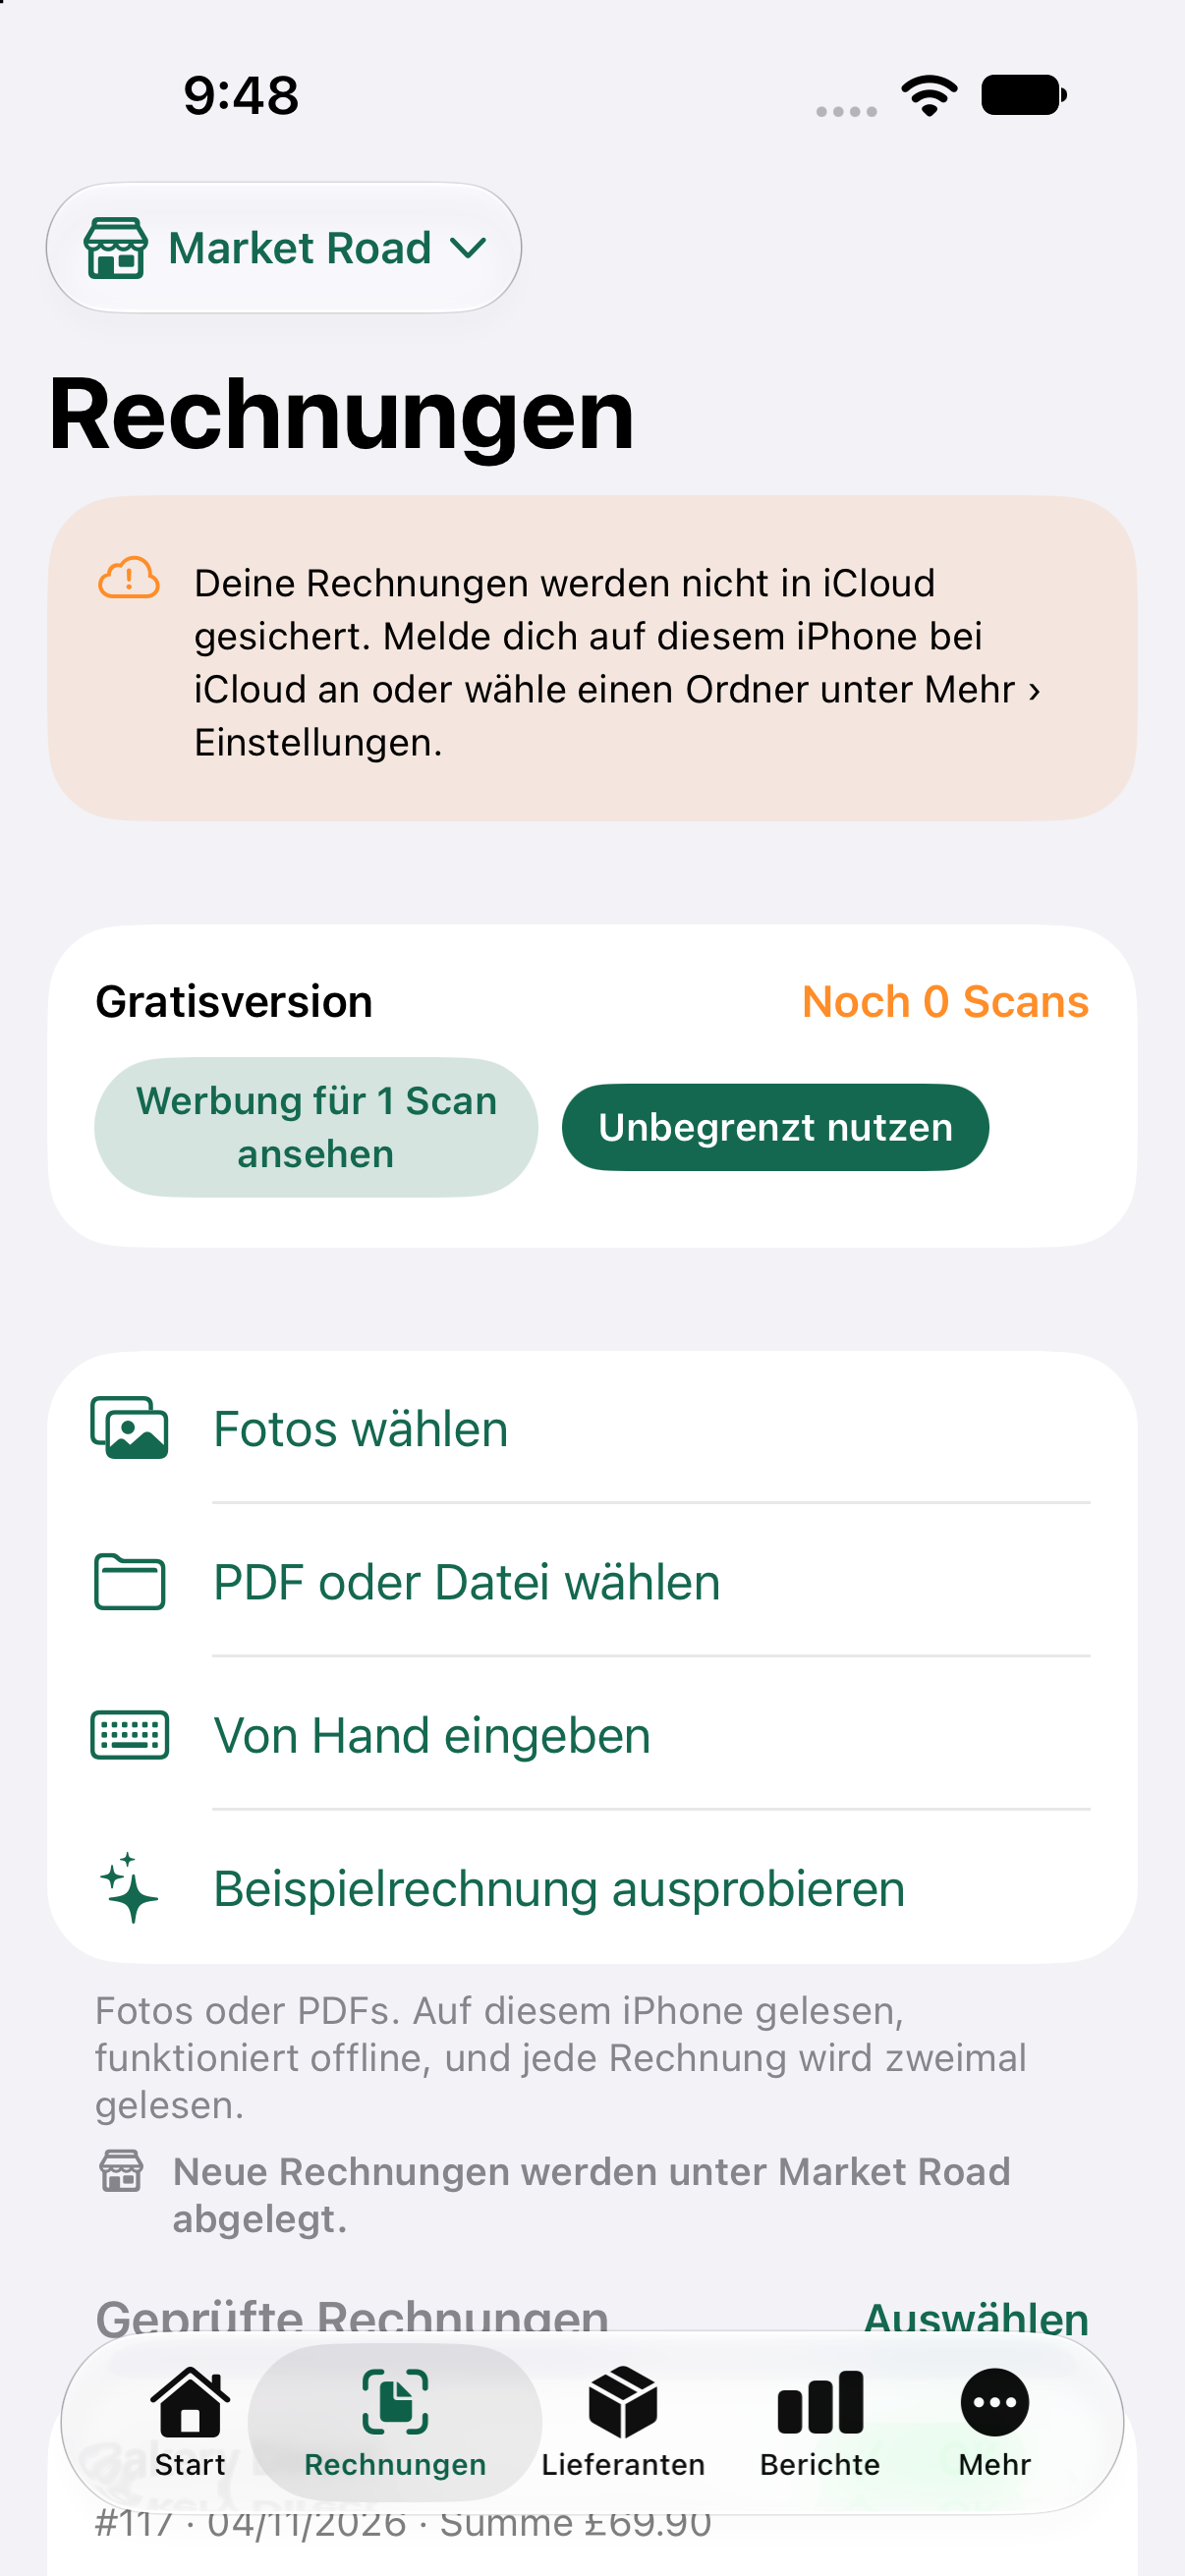 9:48
Market Road
Rechnungen
Deine Rechnungen werden nicht in iCloud
gesichert. Melde dich auf diesem iPhone bei
iCloud an oder wähle einen Ordner unter Mehr ›
Einstellungen.
Gratisversion
Noch 0 Scans
Werbung für 1 Scan
ansehen
Unbegrenzt nutzen
Fotos wählen
PDF oder Datei wählen
Von Hand eingeben
Beispielrechnung ausprobieren
Fotos oder PDFs. Auf diesem iPhone gelesen,
funktioniert offline, und jede Rechnung wird zweimal
gelesen.
Neue Rechnungen werden unter Market Road
abgelegt.
Geprüfte Rechnungen
Auswählen
Start
Rechnungen
Lieferanten
Berichte
Mehr
#117 · 04/11/2026 · Summe £69.90